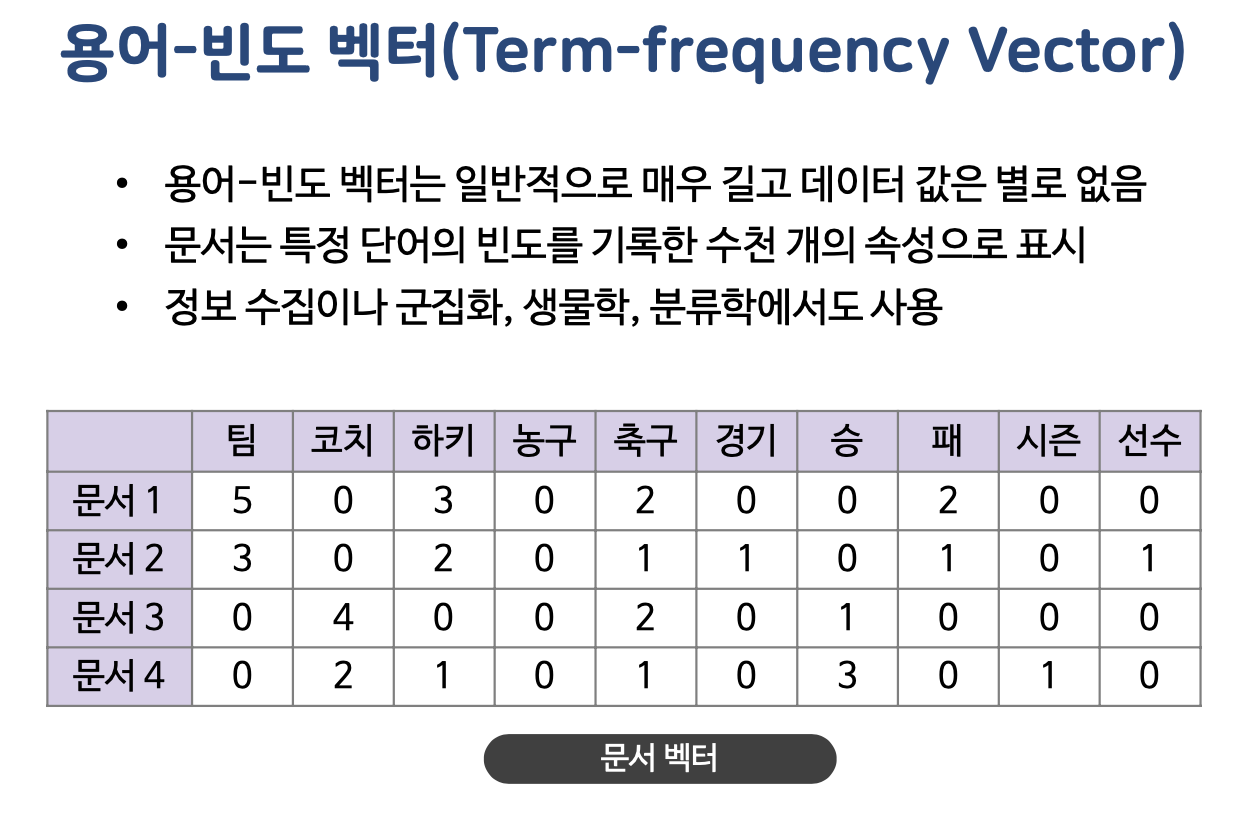 용어-빈도 벡터(Term-frequency Vector)
• 용어-빈도 벡터는 일반적으로 매우 길고 데이터 값은 별로 없음
• 문서는 특정 단어의 빈도를 기록한 수천 개의 속성으로 표시
• 정보 수집이나 군집화, 생물학, 분류학에서도 사용
팀 코치 하키 농구 축구 경기 승 패 시즌 선수
문서 1 5 0 3 0 2 0 0 2 0 0
문서 2 3 0 2 0 1 1 0 1 0 1
문서 3 0 4 0 0 2 0 1 0 0 0
문서 4 0 2 1 0 1 0 3 0 1 0
문서 벡터